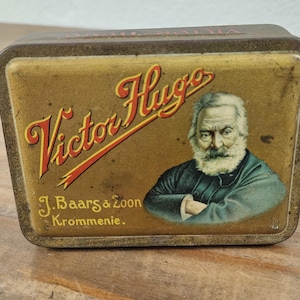 Victor Hugo
J. Baars & Zoon
Krommenie.